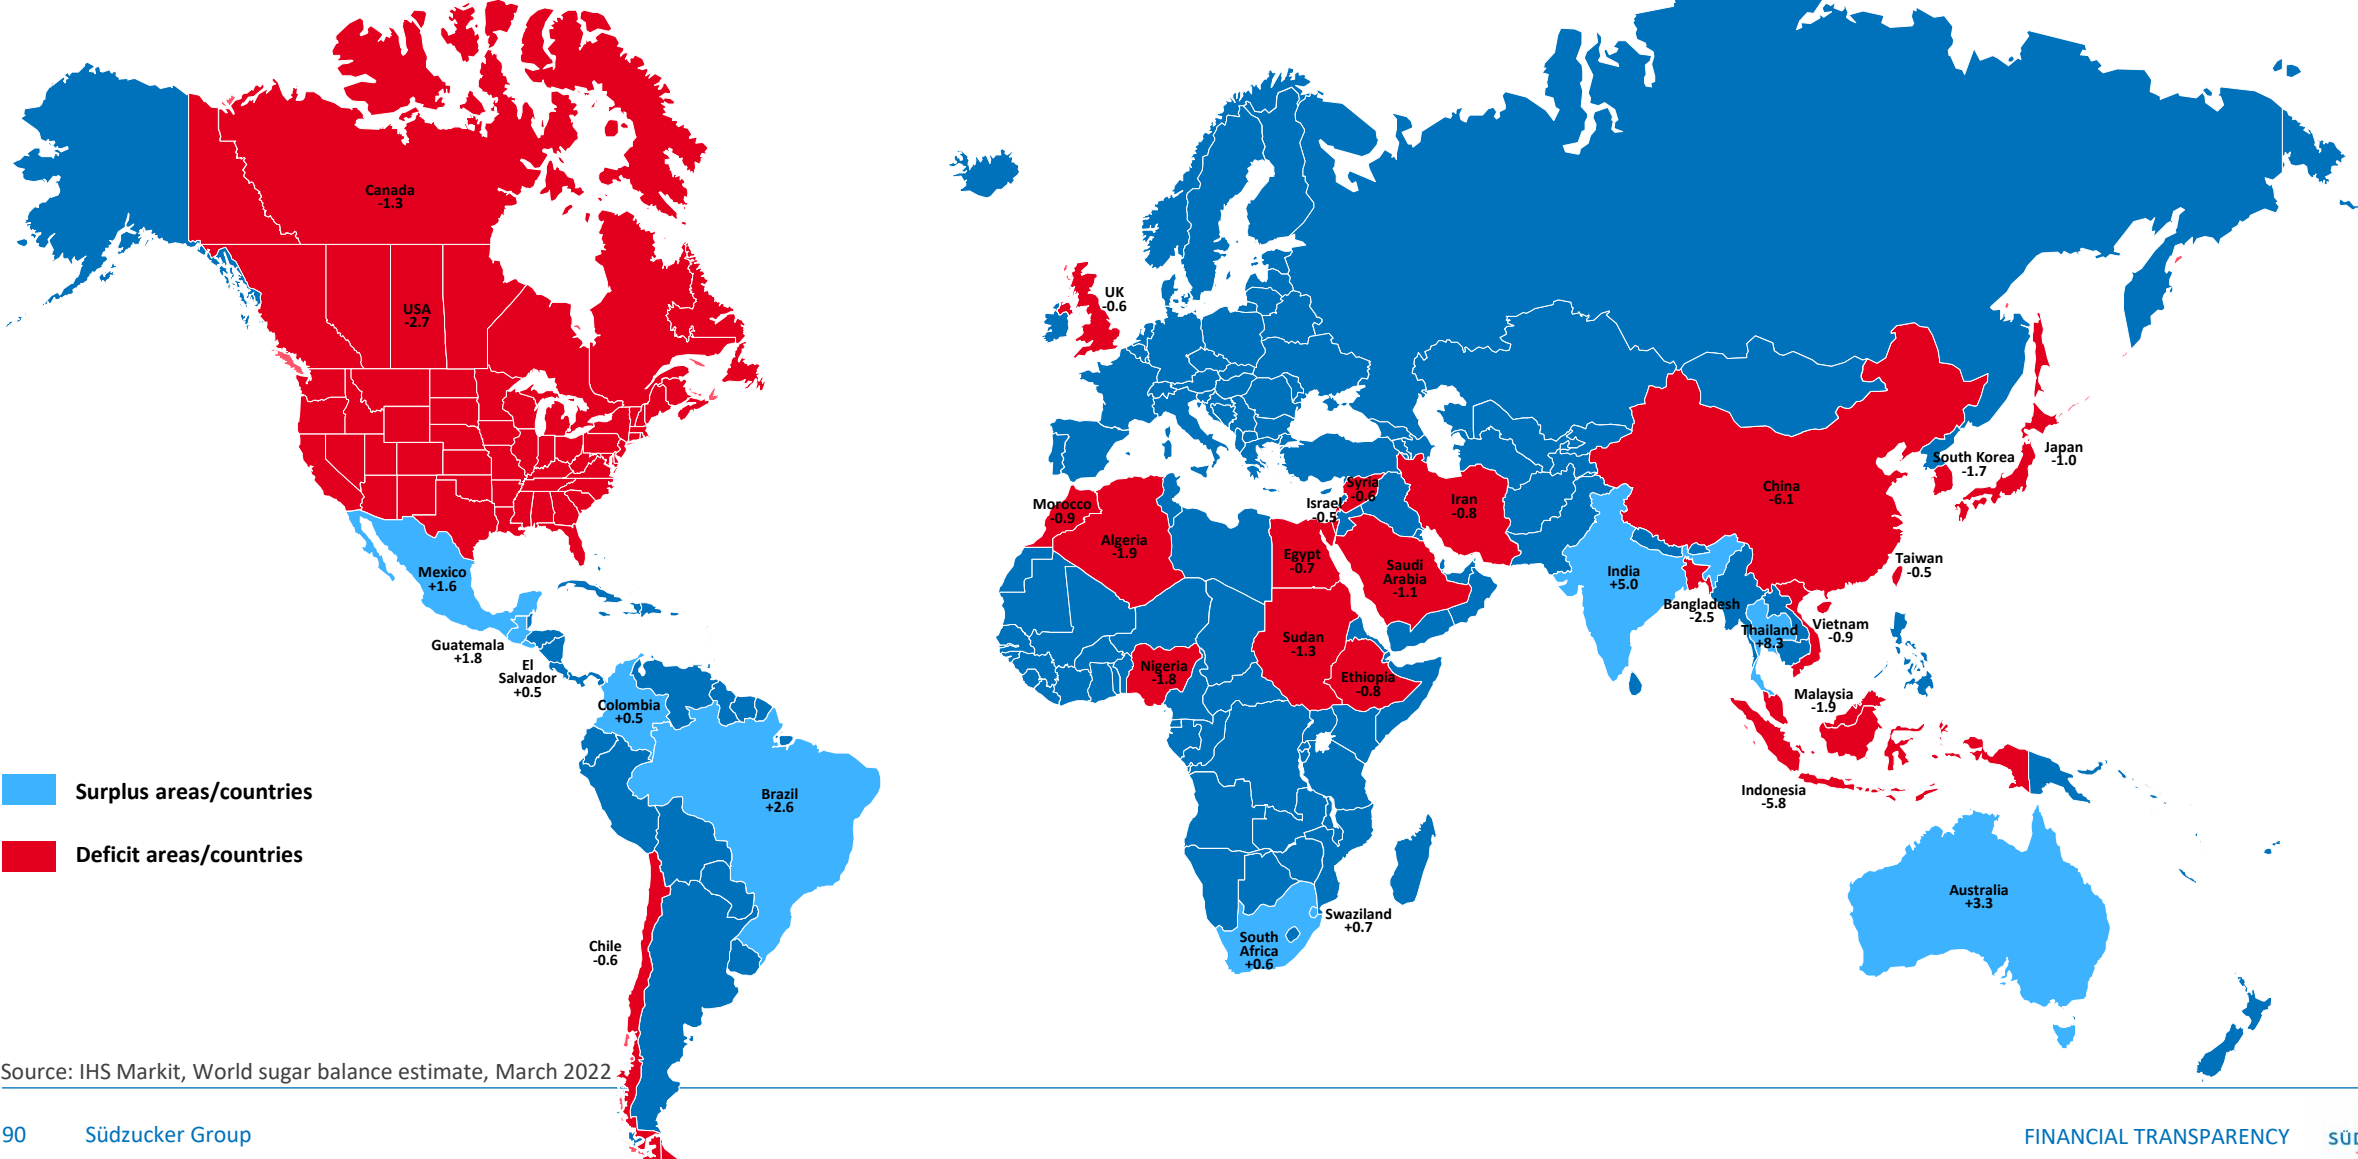 Canada
-1.3
USA
-2.7
UK
-0.6
Morocco
-0.9
Algeria
-1.9
Israel
-0.5
Syria
-0.6
Iran
-0.8
Egypt
-0.7
Saudi
Arabia
-1.1
Sudan
-1.3
Nigeria
-1.8
Ethiopia
-0.8
China
-6.1
South Korea
-1.7
Japan
-1.0
Taiwan
-0.5
India
+5.0
Bangladesh
-2.5
Thailand
+8.3
Vietnam
-0.9
Malaysia
-1.9
Indonesia
-5.8
Mexico
+1.6
Guatemala
+1.8
El
Salvador
+0.5
Colombia
+0.5
Brazil
+2.6
Chile
-0.6
Swaziland
+0.7
South
Africa
+0.6
Australia
+3.3
Surplus areas/countries
Deficit areas/countries
Source: IHS Markit, World sugar balance estimate, March 2022
90 Südzucker Group
FINANCIAL TRANSPARENCY